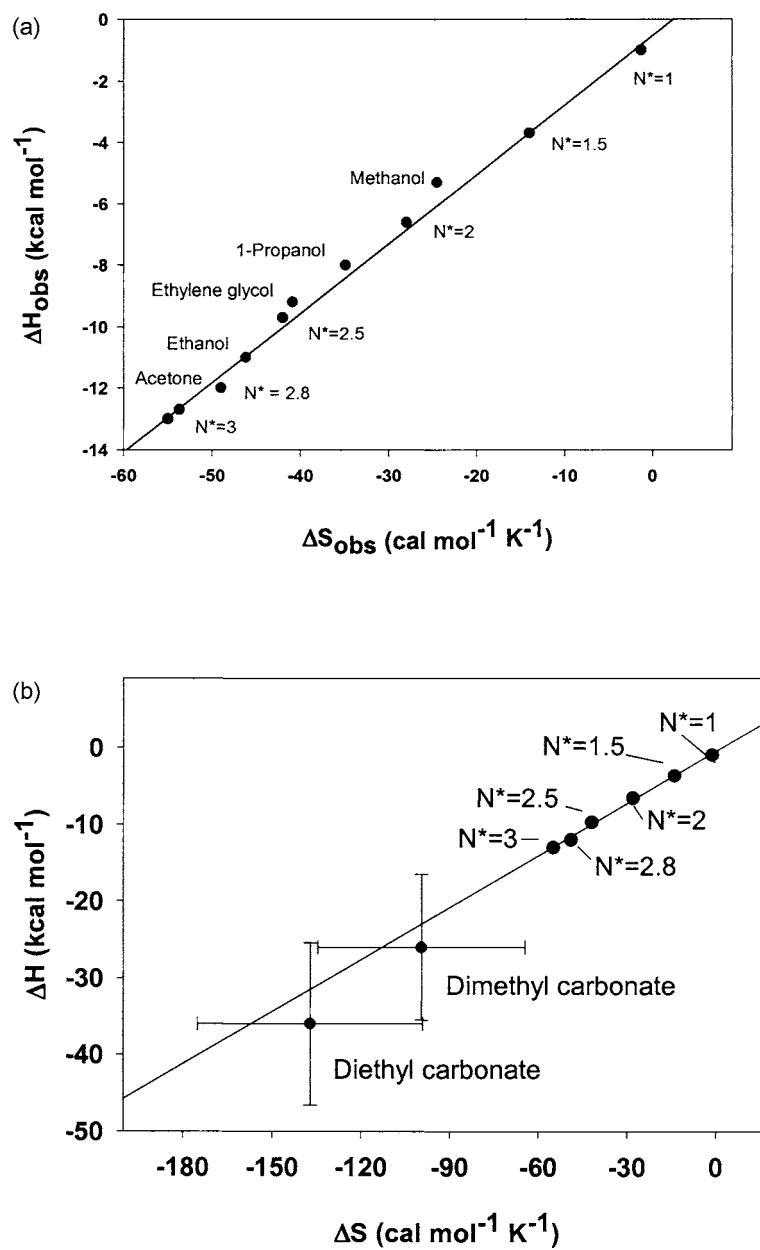 (a)
0
-2
-4
-6
-8
-10
-12
-14
ΔH_obs (kcal mol⁻¹)
N*=1
N*=1.5
Methanol
N*=2
1-Propanol
Ethylene glycol
N*=2.5
Ethanol
Acetone
N* = 2.8
N*=3
-60 -50 -40 -30 -20 -10 0
ΔS_obs (cal mol⁻¹ K⁻¹)
(b)
0
-10
-20
-30
-40
-50
ΔH (kcal mol⁻¹)
N*=1
N*=1.5
N*=2.5
N*=2
N*=3
N*=2.8
Dimethyl carbonate
Diethyl carbonate
-180 -150 -120 -90 -60 -30 0
ΔS (cal mol⁻¹ K⁻¹)